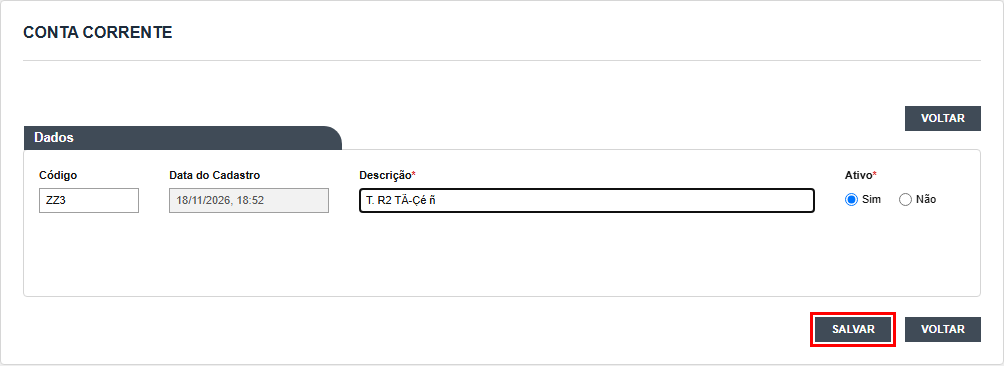 CONTA CORRENTE
VOLTAR
Dados
Código Data do Cadastro Descrição* Ativo*
ZZ3 18/11/2026, 18:52 T. R2 TÃ-Çé ñ Sim Não
SALVAR VOLTAR